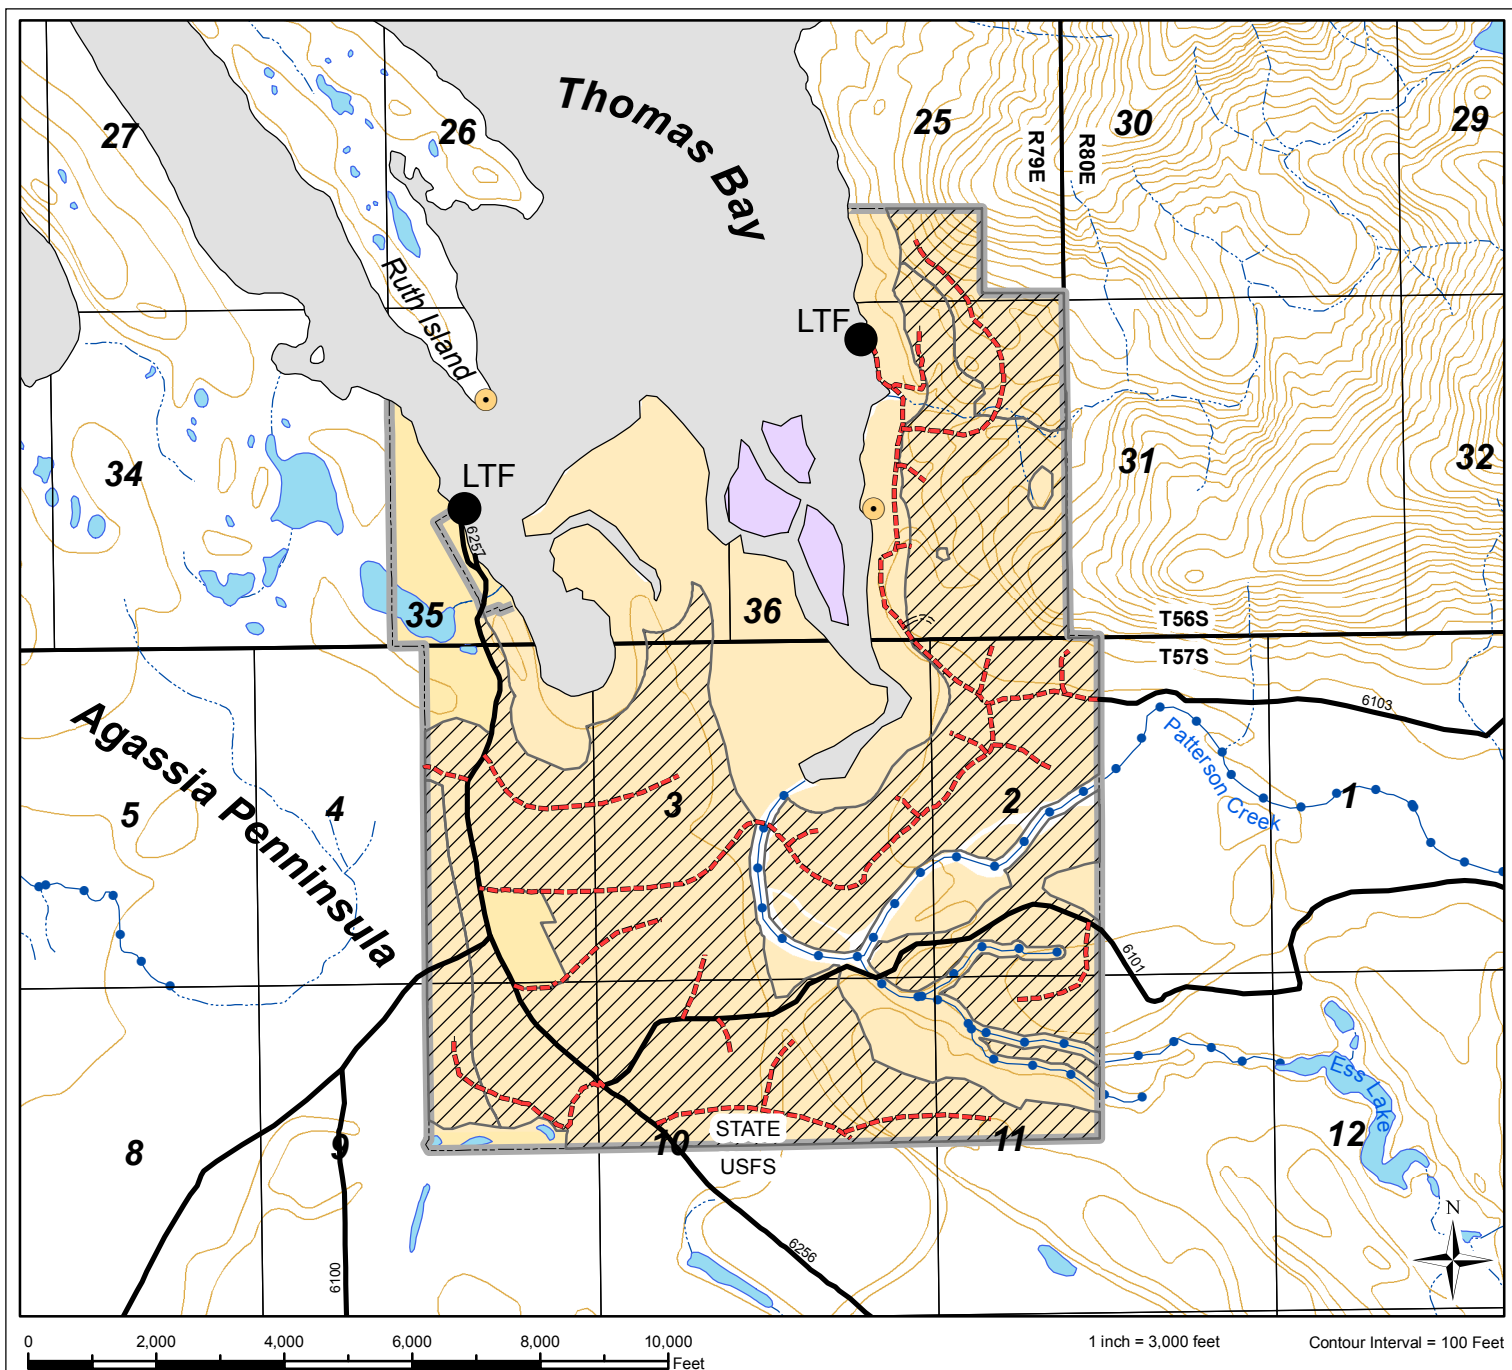 Thomas Bay
27
26
25
R79E
R80E
30
29
Ruth Island
LTF
34
LTF
6257
31
32
35
36
T56S
T57S
6103
Patterson Creek
Agassia Penninsula
5
4
3
2
1
6101
Ess Lake
8
9
10
STATE
USFS
11
12
6100
6256
N
0 2,000 4,000 6,000 8,000 10,000
Feet
1 inch = 3,000 feet
Contour Interval = 100 Feet